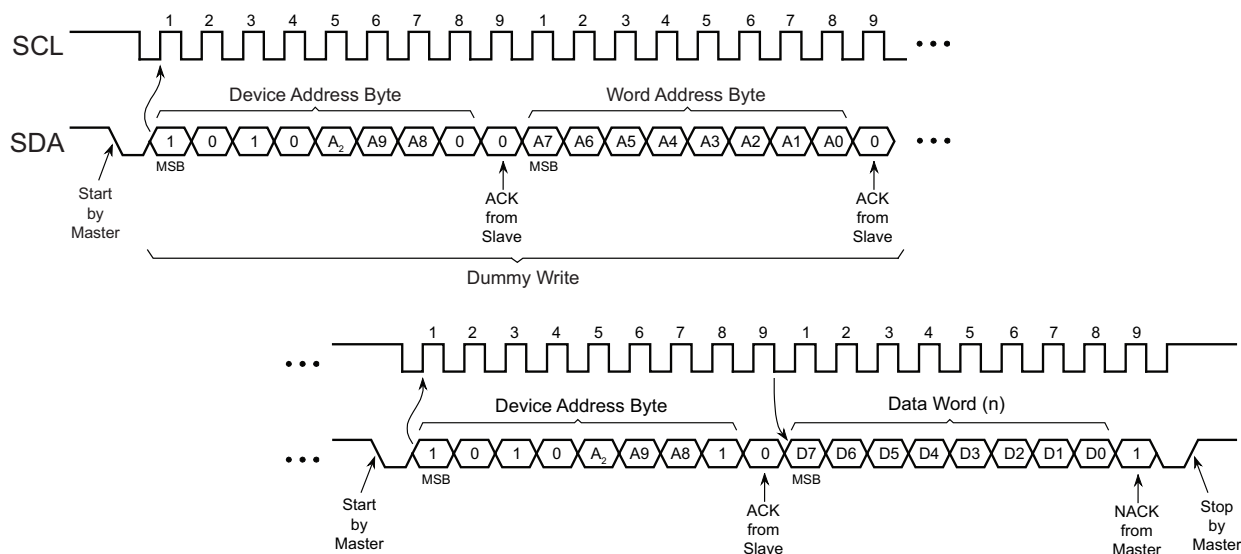 1 2 3 4 5 6 7 8 9 1 2 3 4 5 6 7 8 9
SCL
Device Address Byte Word Address Byte
SDA 1 0 1 0 A2 A9 A8 0 0 A7 A6 A5 A4 A3 A2 A1 A0 0
MSB MSB
Start
by
Master
ACK
from
Slave
ACK
from
Slave
Dummy Write
1 2 3 4 5 6 7 8 9 1 2 3 4 5 6 7 8 9
Device Address Byte Data Word (n)
1 0 1 0 A2 A9 A8 1 0 D7 D6 D5 D4 D3 D2 D1 D0 1
MSB MSB
Start
by
Master
ACK
from
Slave
NACK
from
Master
Stop
by
Master